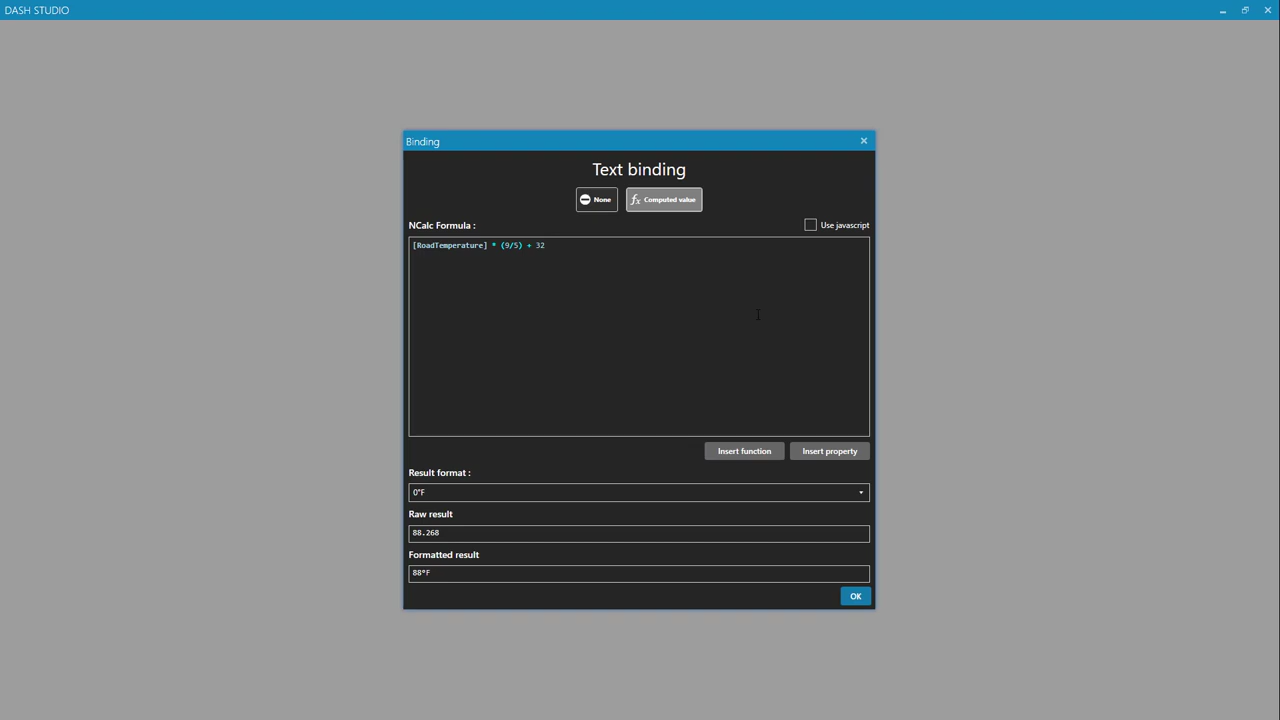 DASH STUDIO
Binding
Text binding
None
fx Computed value
NCalc Formula :
Use javascript
[RoadTemperature] * (9/5) + 32
Insert function
Insert property
Result format :
0°F
Raw result
88.268
Formatted result
88°F
OK